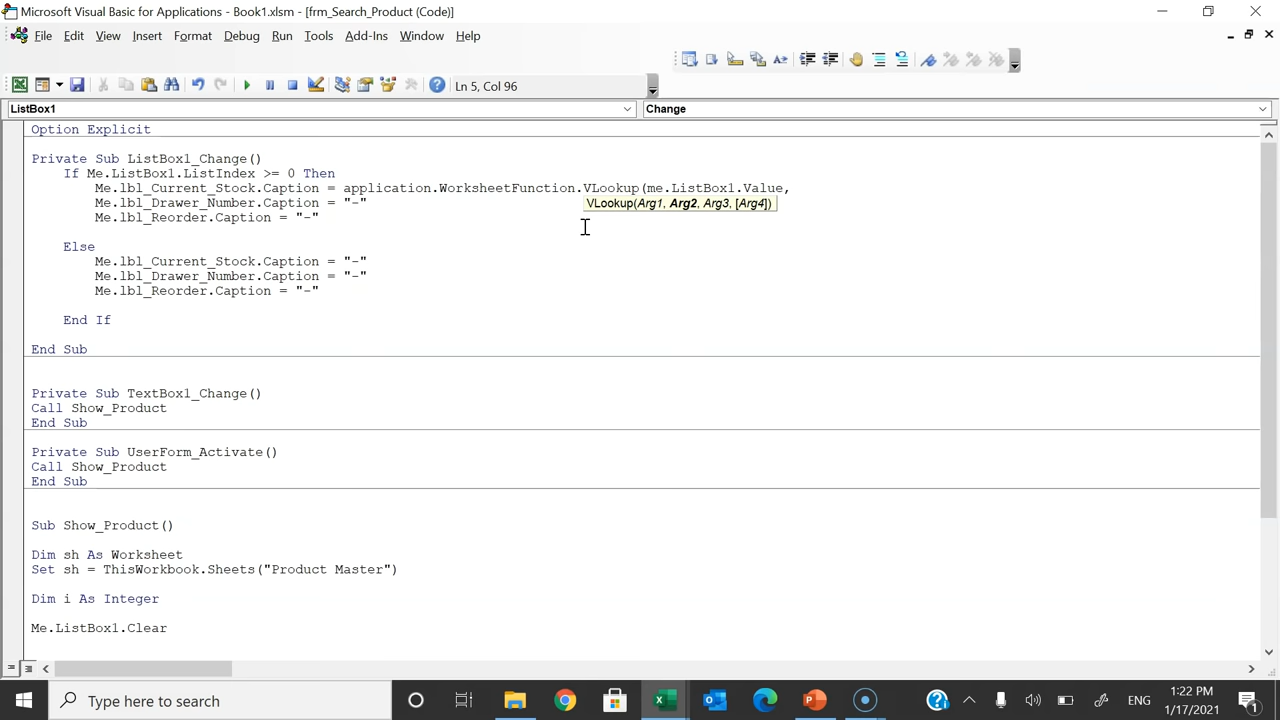 Microsoft Visual Basic for Applications - Book1.xlsm - [frm_Search_Product (Code)]
File Edit View Insert Format Debug Run Tools Add-Ins Window Help
Ln 5, Col 96
ListBox1 Change
Option Explicit
Private Sub ListBox1_Change()
If Me.ListBox1.ListIndex >= 0 Then
Me.lbl_Current_Stock.Caption = application.WorksheetFunction.VLookup(me.ListBox1.Value,
Me.lbl_Drawer_Number.Caption = "-"
VLookup(Arg1, Arg2, Arg3, [Arg4])
Me.lbl_Reorder.Caption = "-"
Else
Me.lbl_Current_Stock.Caption = "-"
Me.lbl_Drawer_Number.Caption = "-"
Me.lbl_Reorder.Caption = "-"
End If
End Sub
Private Sub TextBox1_Change()
Call Show_Product
End Sub
Private Sub UserForm_Activate()
Call Show_Product
End Sub
Sub Show_Product()
Dim sh As Worksheet
Set sh = ThisWorkbook.Sheets("Product Master")
Dim i As Integer
Me.ListBox1.Clear
Type here to search
ENG
1:22 PM
1/17/2021
1